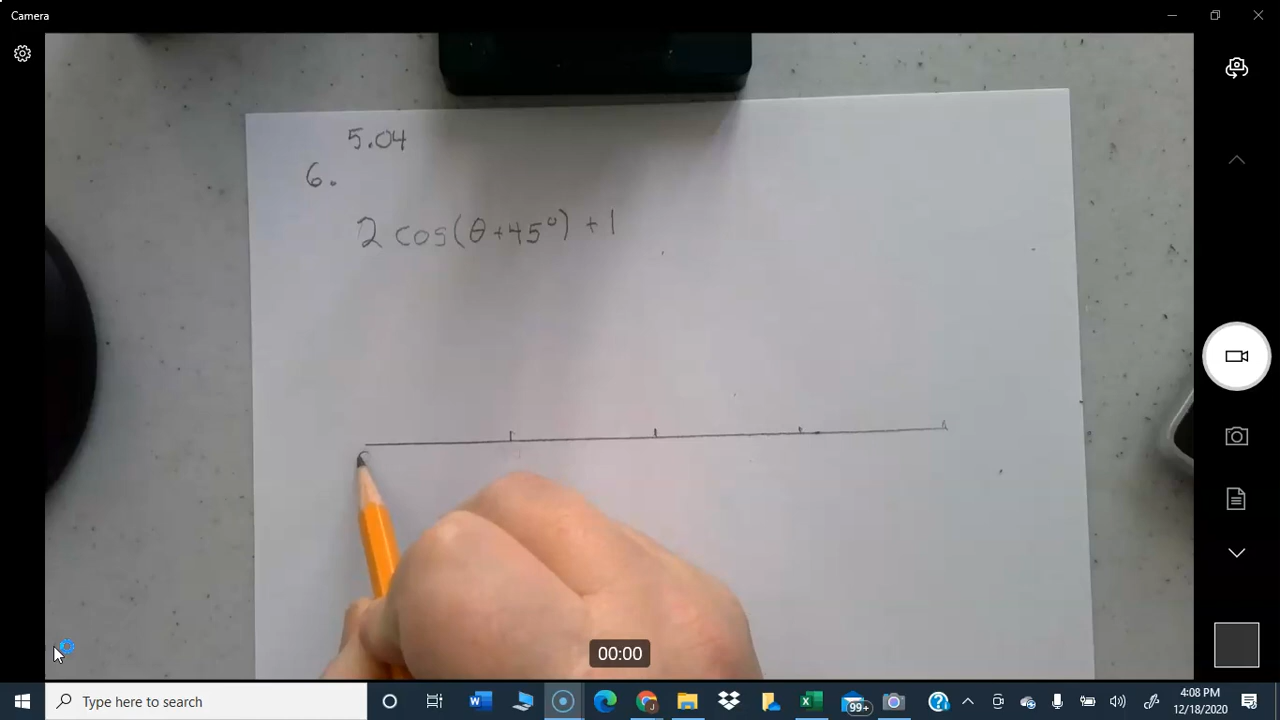 Camera
5.04
6.
2 cos(θ+45°) +1
00:00
Type here to search
99+
4:08 PM
12/18/2020